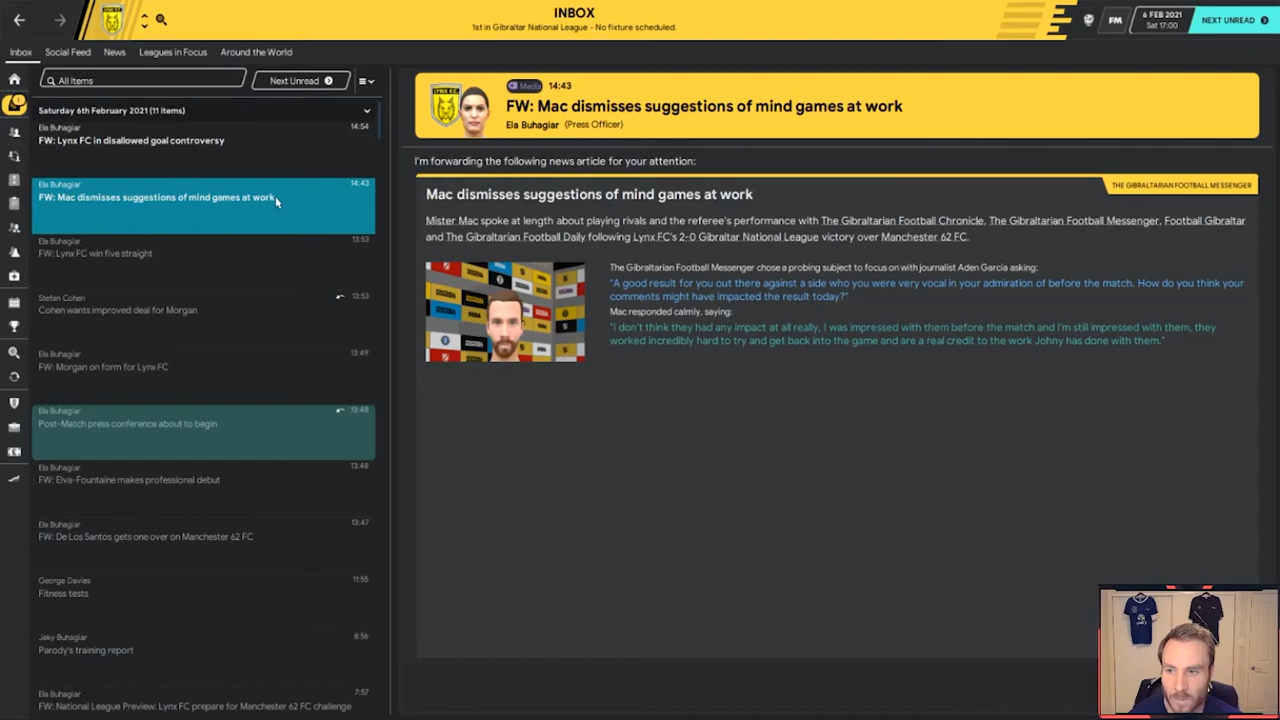 INBOX
1st in Gibraltar National League - No fixture scheduled.
FM
6 FEB 2021
Sat 17:00
NEXT UNREAD
Inbox
Social Feed
News
Leagues in Focus
Around the World
All Items
Next Unread
Saturday 6th February 2021 (11 items)
Ela Buhagiar
14:54
FW: Lynx FC in disallowed goal controversy
Ela Buhagiar
14:43
FW: Mac dismisses suggestions of mind games at work
Ela Buhagiar
13:53
FW: Lynx FC win five straight
Stefan Cohen
13:53
Cohen wants improved deal for Morgan
Ela Buhagiar
13:49
FW: Morgan on form for Lynx FC
Ela Buhagiar
13:48
Post-Match press conference about to begin
Ela Buhagiar
13:48
FW: Elva-Fountaine makes professional debut
Ela Buhagiar
13:47
FW: De Los Santos gets one over on Manchester 62 FC
George Davies
11:55
Fitness tests
Jeky Buhagiar
8:56
Parody's training report
Ela Buhagiar
7:57
FW: National League Preview: Lynx FC prepare for Manchester 62 FC challenge
LYNX F.C.
Media
14:43
FW: Mac dismisses suggestions of mind games at work
Ela Buhagiar (Press Officer)
I'm forwarding the following news article for your attention:
Mac dismisses suggestions of mind games at work
THE GIBRALTARIAN FOOTBALL MESSENGER
Mister Mac spoke at length about playing rivals and the referee's performance with The Gibraltarian Football Chronicle, The Gibraltarian Football Messenger, Football Gibraltar
and The Gibraltarian Football Daily following Lynx FC's 2-0 Gibraltar National League victory over Manchester 62 FC.
The Gibraltarian Football Messenger chose a probing subject to focus on with journalist Aden Garcia asking:
"A good result for you out there against a side who you were very vocal in your admiration of before the match. How do you think your
comments might have impacted the result today?"
Mac responded calmly, saying:
"I don't think they had any impact at all really, I was impressed with them before the match and I'm still impressed with them, they
worked incredibly hard to try and get back into the game and are a real credit to the work Johny has done with them."